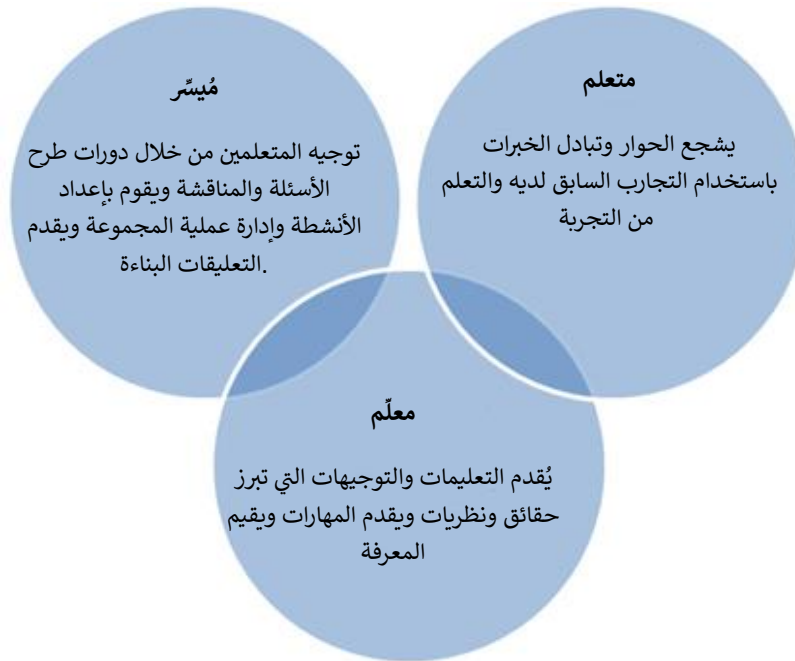 متعلم
يشجع الحوار وتبادل الخبرات
باستخدام التجارب السابق لديه والتعلم
من التجربة
مُيسِّر
توجيه المتعلمين من خلال دورات طرح
الأسئلة والمناقشة ويقوم بإعداد
الأنشطة وإدارة عملية المجموعة ويقدم
التعليقات البناءة.
معلّم
يُقدم التعليمات والتوجيهات التي تبرز
حقائق ونظريات ويقدم المهارات ويقيم
المعرفة